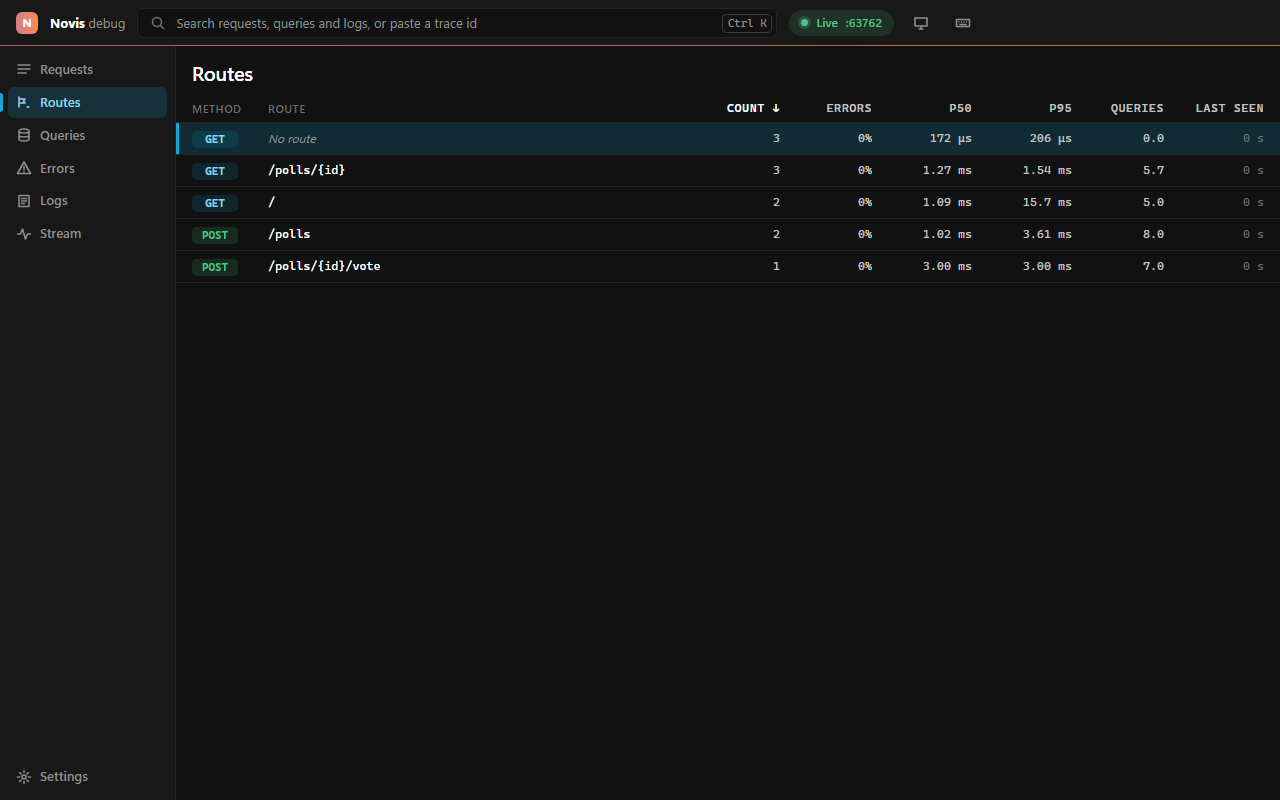 N Novis debug Search requests, queries and logs, or paste a trace id Ctrl K Live :63762
Requests
Routes
Queries
Errors
Logs
Stream
Settings
Routes
METHOD ROUTE COUNT ↓ ERRORS P50 P95 QUERIES LAST SEEN
GET No route 3 0% 172 µs 206 µs 0.0 0 s
GET /polls/{id} 3 0% 1.27 ms 1.54 ms 5.7 0 s
GET / 2 0% 1.09 ms 15.7 ms 5.0 0 s
POST /polls 2 0% 1.02 ms 3.61 ms 8.0 0 s
POST /polls/{id}/vote 1 0% 3.00 ms 3.00 ms 7.0 0 s